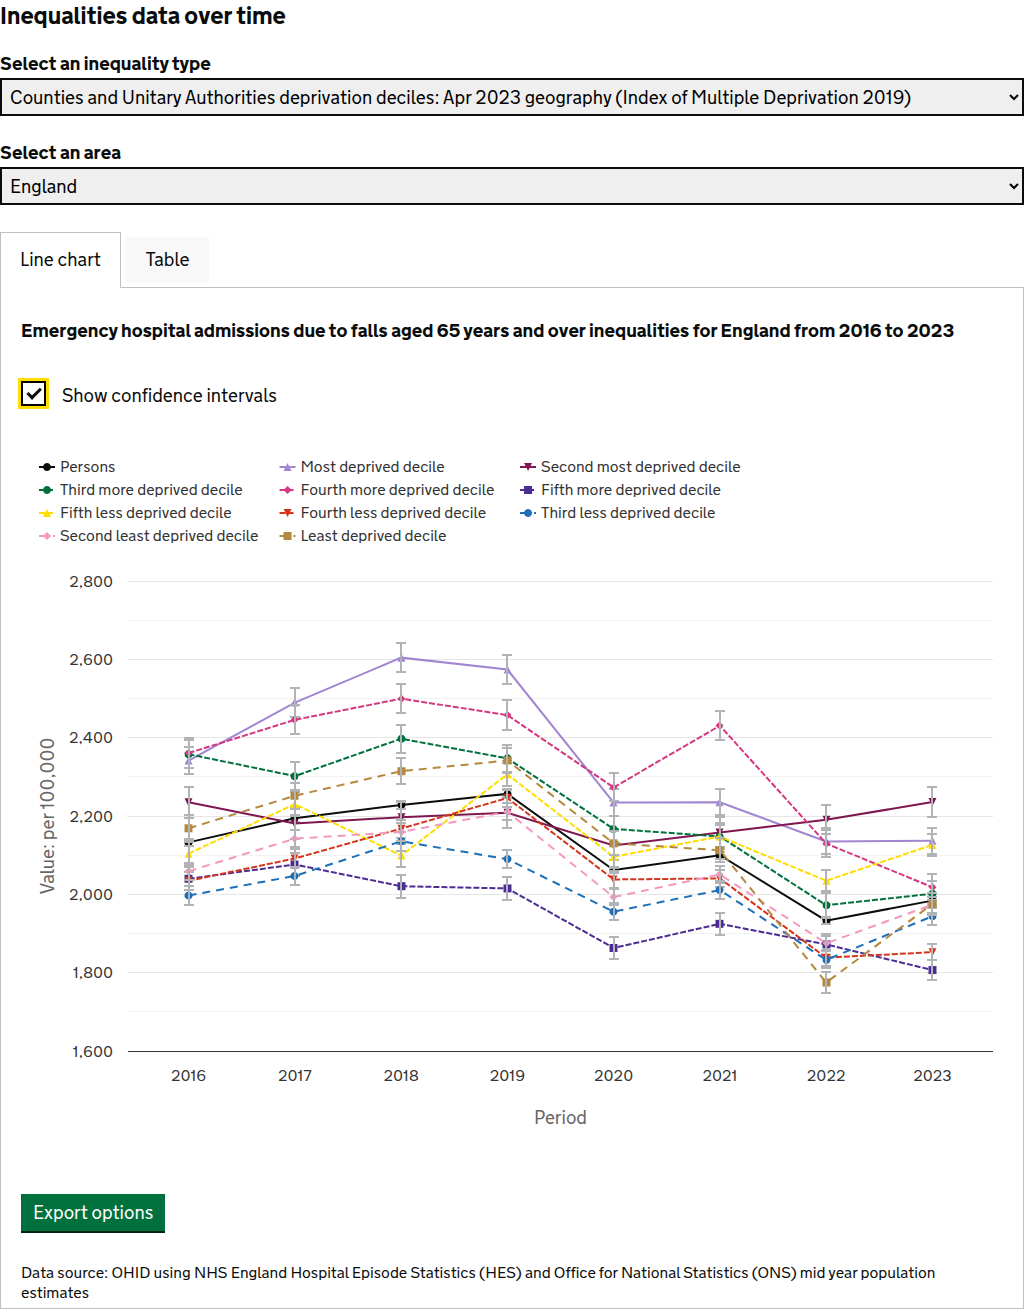 Inequalities data over time
Select an inequality type
Counties and Unitary Authorities deprivation deciles: Apr 2023 geography (Index of Multiple Deprivation 2019)
Select an area
England
Line chart
Table
Emergency hospital admissions due to falls aged 65 years and over inequalities for England from 2016 to 2023
Show confidence intervals
Persons
Most deprived decile
Second most deprived decile
Third more deprived decile
Fourth more deprived decile
Fifth more deprived decile
Fifth less deprived decile
Fourth less deprived decile
Third less deprived decile
Second least deprived decile
Least deprived decile
2,800
2,600
2,400
2,200
2,000
1,800
1,600
Value: per 100,000
2016 2017 2018 2019 2020 2021 2022 2023
Period
Export options
Data source: OHID using NHS England Hospital Episode Statistics (HES) and Office for National Statistics (ONS) mid year population
estimates